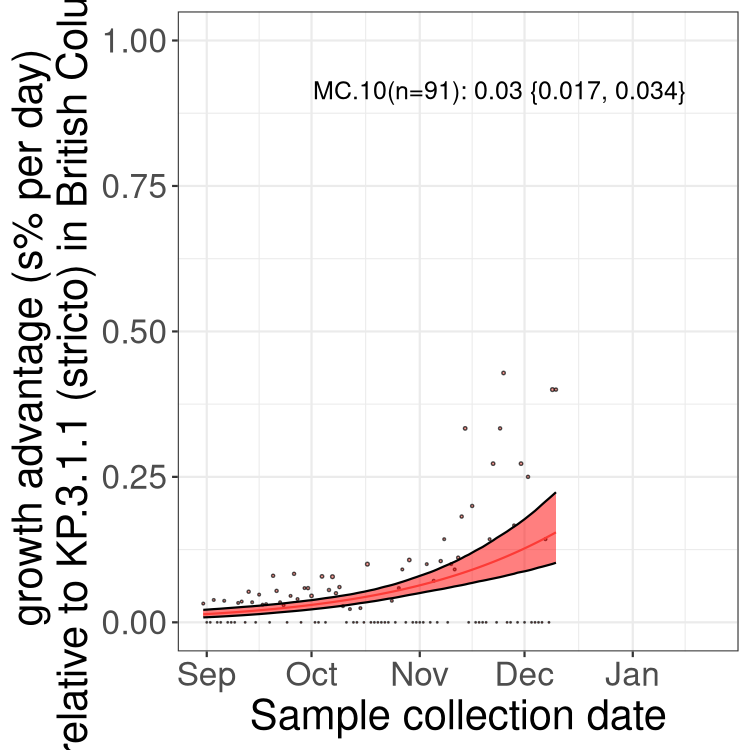 growth advantage (s% per day)
relative to KP.3.1.1 (stricto) in British Colu
1.00
0.75
0.50
0.25
0.00
MC.10(n=91): 0.03 {0.017, 0.034}
Sep Oct Nov Dec Jan
Sample collection date